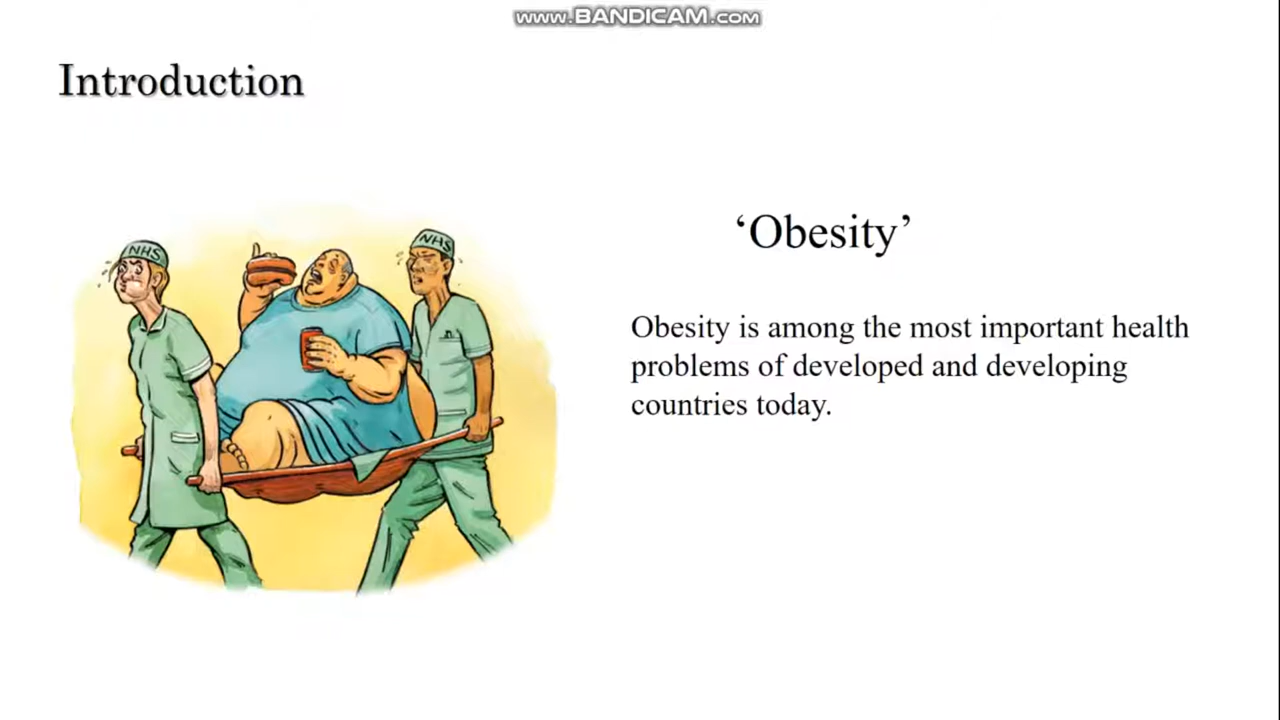 www.BANDICAM.com
Introduction
‘Obesity’
NHS
NHS
Obesity is among the most important health
problems of developed and developing
countries today.